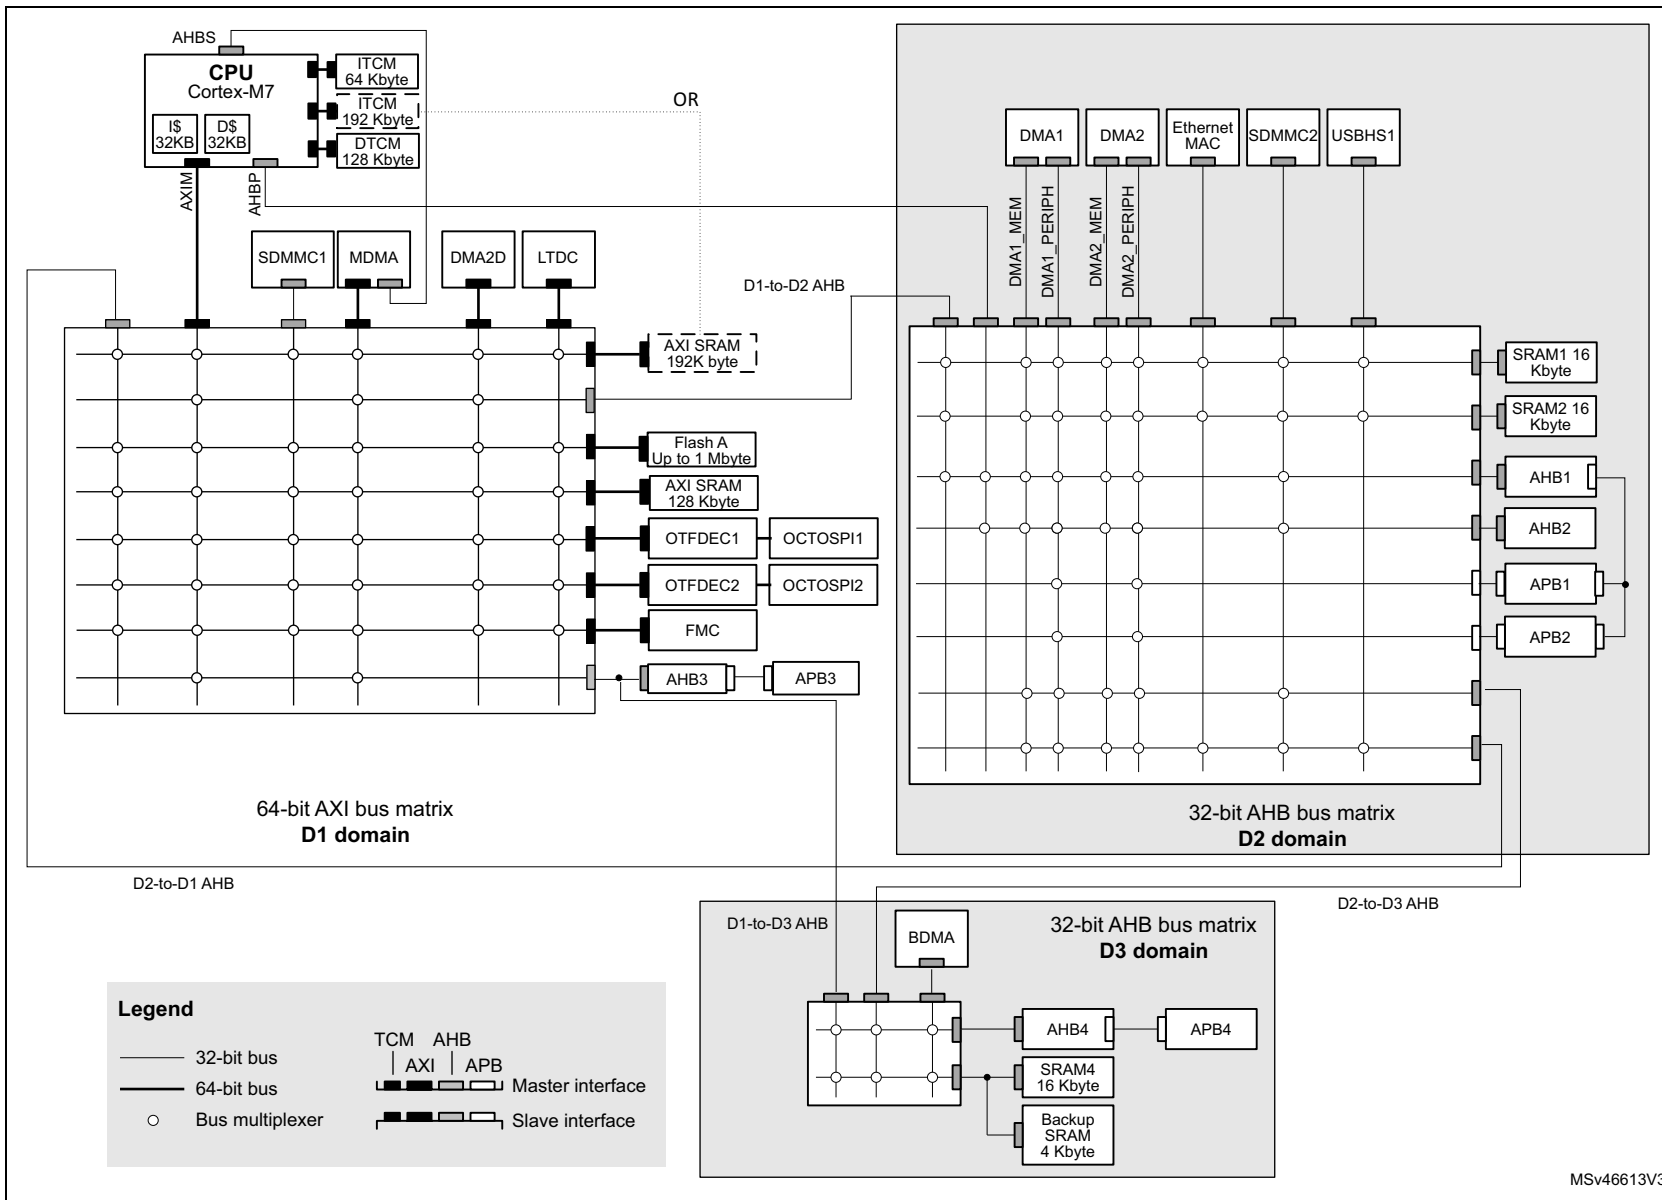 AHBS
CPU
Cortex-M7
I$
32KB
D$
32KB
ITCM
64 Kbyte
ITCM
192 Kbyte
DTCM
128 Kbyte
OR
AXIM
AHBP
SDMMC1
MDMA
DMA2D
LTDC
D1-to-D2 AHB
AXI SRAM
192K byte
Flash A
Up to 1 Mbyte
AXI SRAM
128 Kbyte
OTFDEC1
OCTOSPI1
OTFDEC2
OCTOSPI2
FMC
AHB3
APB3
64-bit AXI bus matrix
D1 domain
D2-to-D1 AHB
DMA1
DMA2
Ethernet
MAC
SDMMC2
USBHS1
DMA1_MEM
DMA1_PERIPH
DMA2_MEM
DMA2_PERIPH
SRAM1 16
Kbyte
SRAM2 16
Kbyte
AHB1
AHB2
APB1
APB2
32-bit AHB bus matrix
D2 domain
D2-to-D3 AHB
D1-to-D3 AHB
BDMA
32-bit AHB bus matrix
D3 domain
AHB4
APB4
SRAM4
16 Kbyte
Backup
SRAM
4 Kbyte
Legend
32-bit bus
64-bit bus
Bus multiplexer
TCM
AHB
AXI
APB
Master interface
Slave interface
MSv46613V3